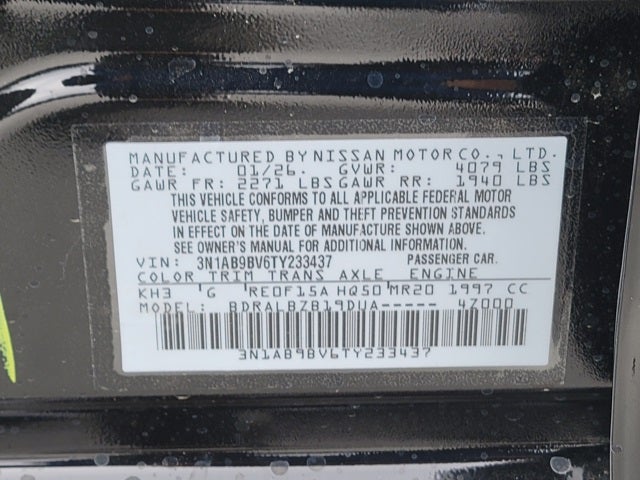 MANUFACTURED BY NISSAN MOTOR CO., LTD.
DATE: 01/26. GVWR: 4079 LBS
GAWR FR: 2271 LBS GAWR RR: 1940 LBS
THIS VEHICLE CONFORMS TO ALL APPLICABLE FEDERAL MOTOR
VEHICLE SAFETY, BUMPER AND THEFT PREVENTION STANDARDS
IN EFFECT ON THE DATE OF MANUFACTURE SHOWN ABOVE.
SEE OWNER'S MANUAL FOR ADDITIONAL INFORMATION.
VIN: 3N1AB9BV6TY233437 PASSENGER CAR.
COLOR TRIM TRANS AXLE ENGINE
KH3 G RE0F15A HQ50 MR20 1997 CC
MODEL: BDRALBZB19DUA----- 4Z000
3N1AB9BV6TY233437